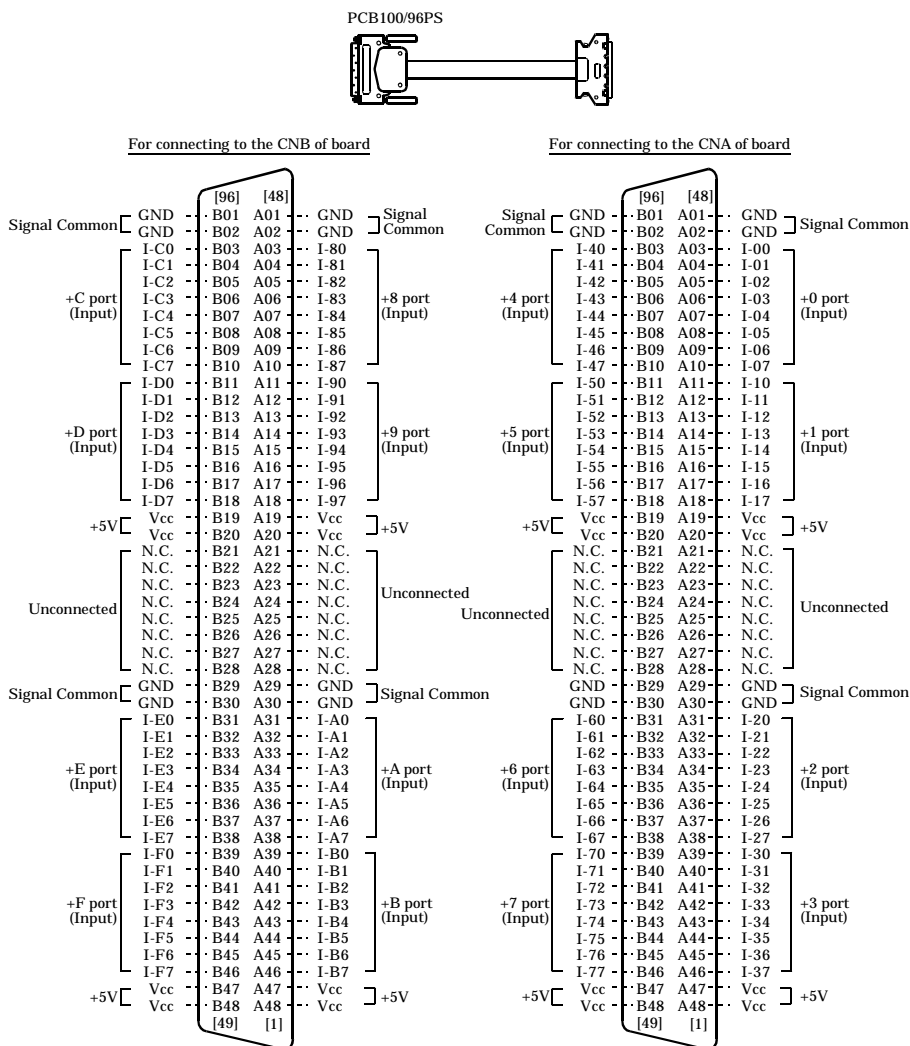 PCB100/96PS
For connecting to the CNB of board
[96] [48]
Signal Common GND B01 A01 GND Signal Common
GND B02 A02 GND
I-C0 B03 A03 I-80
I-C1 B04 A04 I-81
I-C2 B05 A05 I-82
+C port (Input) I-C3 B06 A06 I-83 +8 port (Input)
I-C4 B07 A07 I-84
I-C5 B08 A08 I-85
I-C6 B09 A09 I-86
I-C7 B10 A10 I-87
I-D0 B11 A11 I-90
I-D1 B12 A12 I-91
I-D2 B13 A13 I-92
+D port (Input) I-D3 B14 A14 I-93 +9 port (Input)
I-D4 B15 A15 I-94
I-D5 B16 A16 I-95
I-D6 B17 A17 I-96
I-D7 B18 A18 I-97
+5V Vcc B19 A19 Vcc +5V
Vcc B20 A20 Vcc
N.C. B21 A21 N.C.
N.C. B22 A22 N.C.
N.C. B23 A23 N.C.
Unconnected N.C. B24 A24 N.C. Unconnected
N.C. B25 A25 N.C.
N.C. B26 A26 N.C.
N.C. B27 A27 N.C.
N.C. B28 A28 N.C.
Signal Common GND B29 A29 GND Signal Common
GND B30 A30 GND
I-E0 B31 A31 I-A0
I-E1 B32 A32 I-A1
I-E2 B33 A33 I-A2
+E port (Input) I-E3 B34 A34 I-A3 +A port (Input)
I-E4 B35 A35 I-A4
I-E5 B36 A36 I-A5
I-E6 B37 A37 I-A6
I-E7 B38 A38 I-A7
I-F0 B39 A39 I-B0
I-F1 B40 A40 I-B1
I-F2 B41 A41 I-B2
+F port (Input) I-F3 B42 A42 I-B3 +B port (Input)
I-F4 B43 A43 I-B4
I-F5 B44 A44 I-B5
I-F6 B45 A45 I-B6
I-F7 B46 A46 I-B7
+5V Vcc B47 A47 Vcc +5V
Vcc B48 A48 Vcc
[49] [1]
For connecting to the CNA of board
[96] [48]
Signal Common GND B01 A01 GND Signal Common
GND B02 A02 GND
I-40 B03 A03 I-00
I-41 B04 A04 I-01
I-42 B05 A05 I-02
+4 port (Input) I-43 B06 A06 I-03 +0 port (Input)
I-44 B07 A07 I-04
I-45 B08 A08 I-05
I-46 B09 A09 I-06
I-47 B10 A10 I-07
I-50 B11 A11 I-10
I-51 B12 A12 I-11
I-52 B13 A13 I-12
+5 port (Input) I-53 B14 A14 I-13 +1 port (Input)
I-54 B15 A15 I-14
I-55 B16 A16 I-15
I-56 B17 A17 I-16
I-57 B18 A18 I-17
+5V Vcc B19 A19 Vcc +5V
Vcc B20 A20 Vcc
N.C. B21 A21 N.C.
N.C. B22 A22 N.C.
N.C. B23 A23 N.C.
Unconnected N.C. B24 A24 N.C. Unconnected
N.C. B25 A25 N.C.
N.C. B26 A26 N.C.
N.C. B27 A27 N.C.
N.C. B28 A28 N.C.
GND B29 A29 GND Signal Common
GND B30 A30 GND
I-60 B31 A31 I-20
I-61 B32 A32 I-21
I-62 B33 A33 I-22
+6 port (Input) I-63 B34 A34 I-23 +2 port (Input)
I-64 B35 A35 I-24
I-65 B36 A36 I-25
I-66 B37 A37 I-26
I-67 B38 A38 I-27
I-70 B39 A39 I-30
I-71 B40 A40 I-31
I-72 B41 A41 I-32
+7 port (Input) I-73 B42 A42 I-33 +3 port (Input)
I-74 B43 A43 I-34
I-75 B44 A44 I-35
I-76 B45 A45 I-36
I-77 B46 A46 I-37
+5V Vcc B47 A47 Vcc +5V
Vcc B48 A48 Vcc
[49] [1]